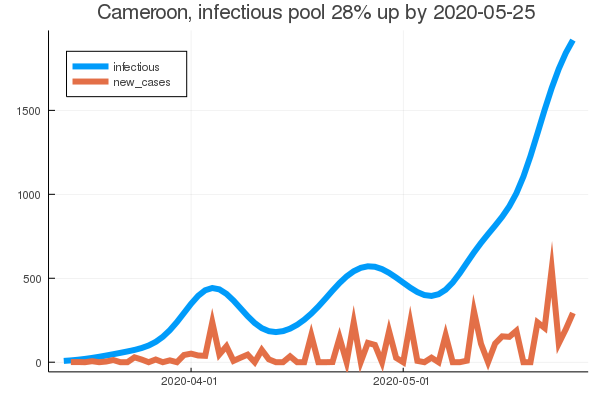 Cameroon, infectious pool 28% up by 2020-05-25
infectious
new_cases
1500
1000
500
0
2020-04-01 2020-05-01